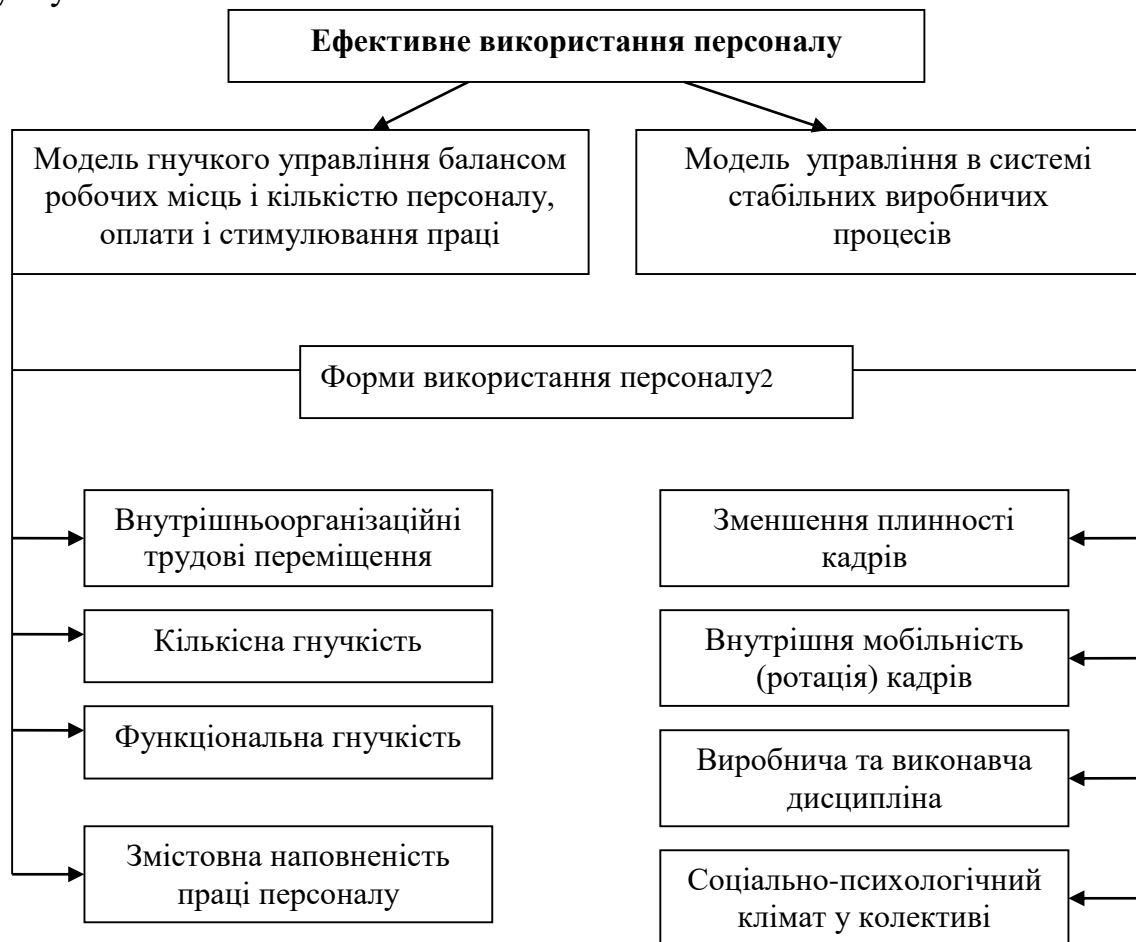 Ефективне використання персоналу
Модель гнучкого управління балансом
робочих місць і кількістю персоналу,
оплати і стимулювання праці
Модель управління в системі
стабільних виробничих
процесів
Форми використання персоналу2
Внутрішньоорганізаційні
трудові переміщення
Кількісна гнучкість
Функціональна гнучкість
Змістовна наповненість
праці персоналу
Зменшення плинності
кадрів
Внутрішня мобільність
(ротація) кадрів
Виробнича та виконавча
дисципліна
Соціально-психологічний
клімат у колективі